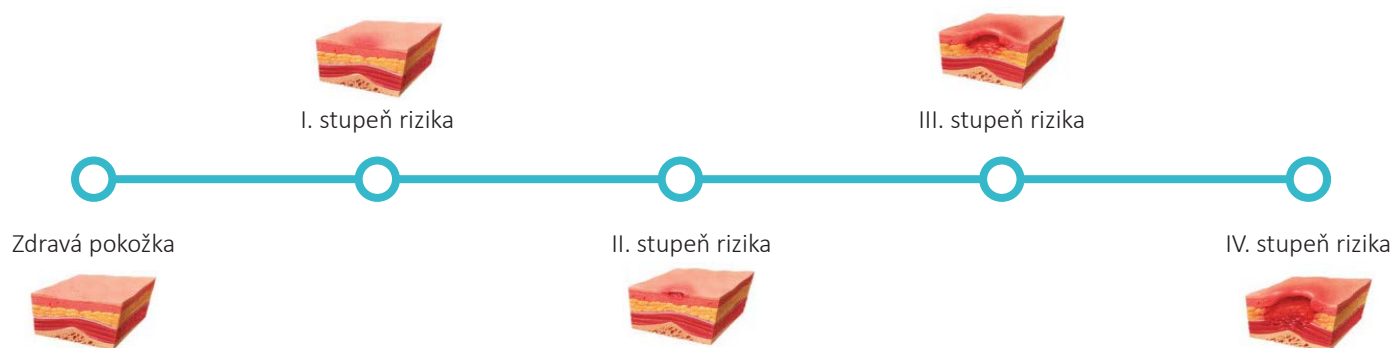 I. stupeň rizika
III. stupeň rizika
Zdravá pokožka
II. stupeň rizika
IV. stupeň rizika